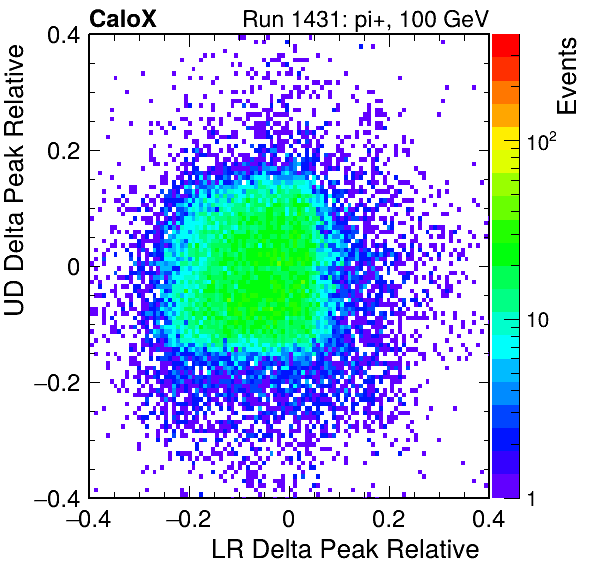 CaloX Run 1431: pi+, 100 GeV
UD Delta Peak Relative
0.4
0.2
0
−0.2
−0.4
−0.4 −0.2 0 0.2 0.4
LR Delta Peak Relative
Events
10²
10
1